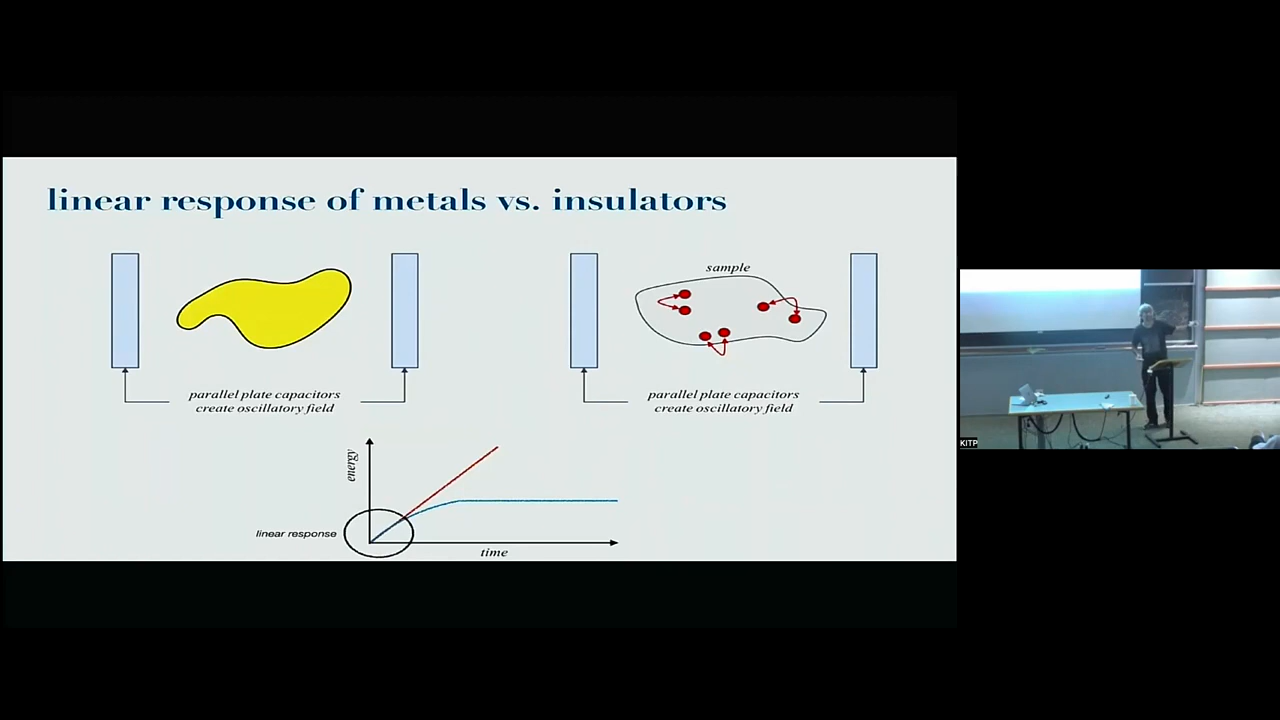 linear response of metals vs. insulators
sample
parallel plate capacitors
create oscillatory field
parallel plate capacitors
create oscillatory field
energy
linear response
time
KITP